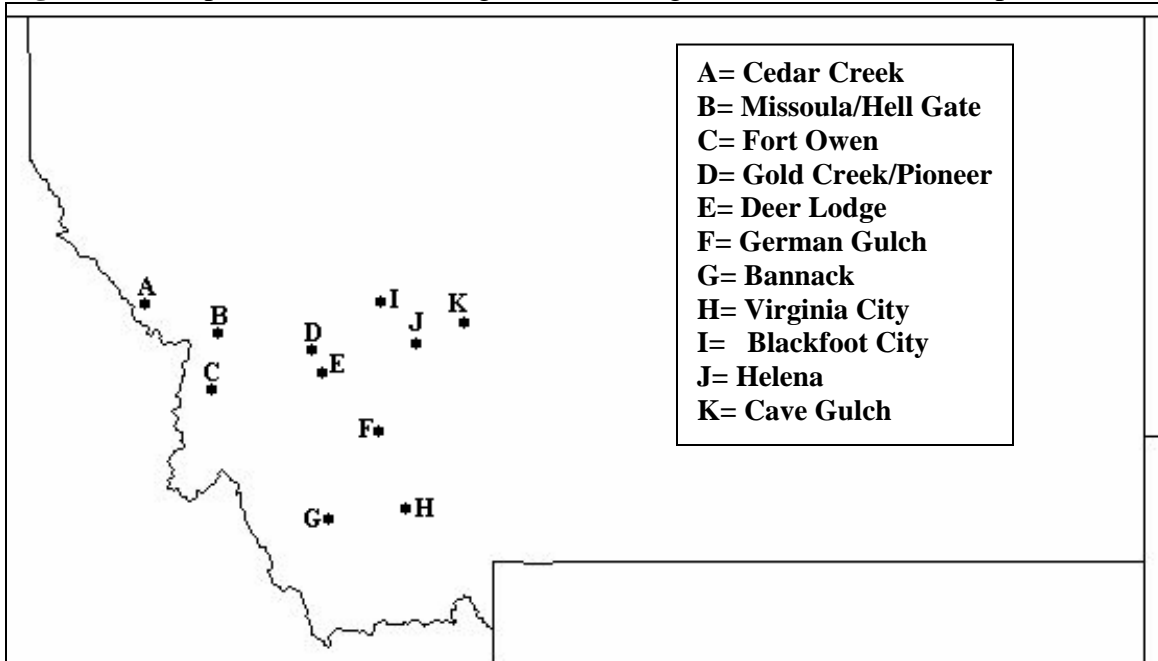 A= Cedar Creek
B= Missoula/Hell Gate
C= Fort Owen
D= Gold Creek/Pioneer
E= Deer Lodge
F= German Gulch
G= Bannack
H= Virginia City
I= Blackfoot City
J= Helena
K= Cave Gulch
A
B
C
D
E
F
G
H
I
J
K